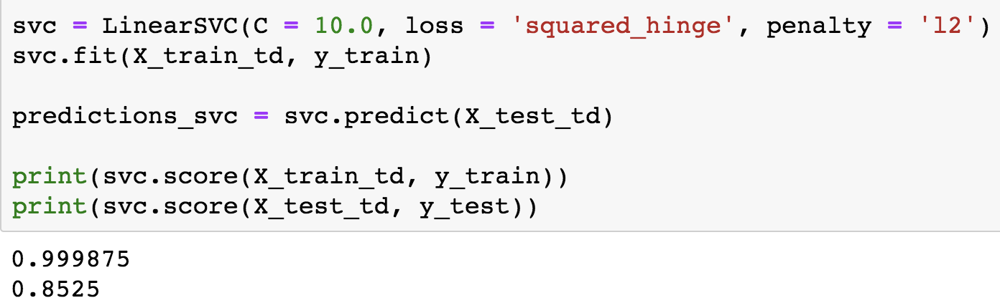 svc = LinearSVC(C = 10.0, loss = 'squared_hinge', penalty = 'l2')
svc.fit(X_train_td, y_train)
predictions_svc = svc.predict(X_test_td)
print(svc.score(X_train_td, y_train))
print(svc.score(X_test_td, y_test))
0.999875
0.8525